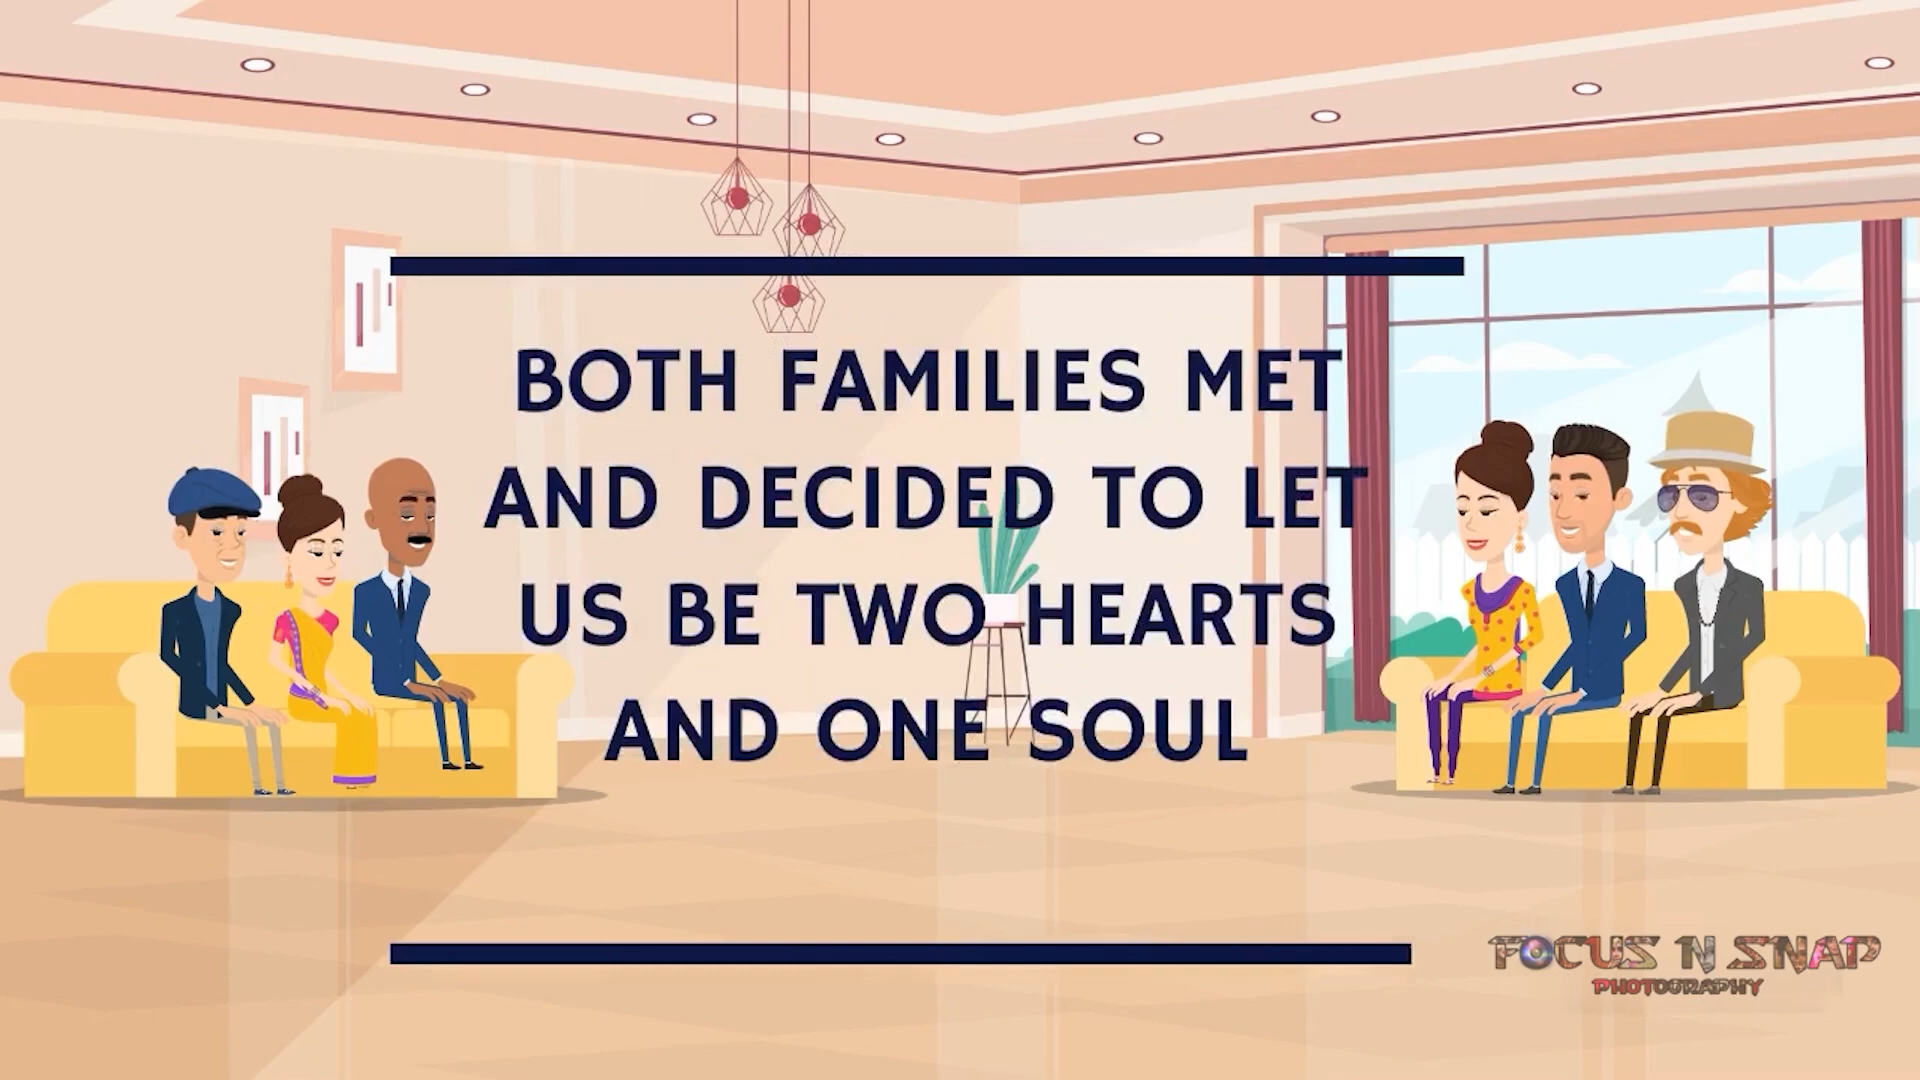 BOTH FAMILIES MET
AND DECIDED TO LET
US BE TWO HEARTS
AND ONE SOUL
FOCUS N SNAP
PHOTOGRAPHY